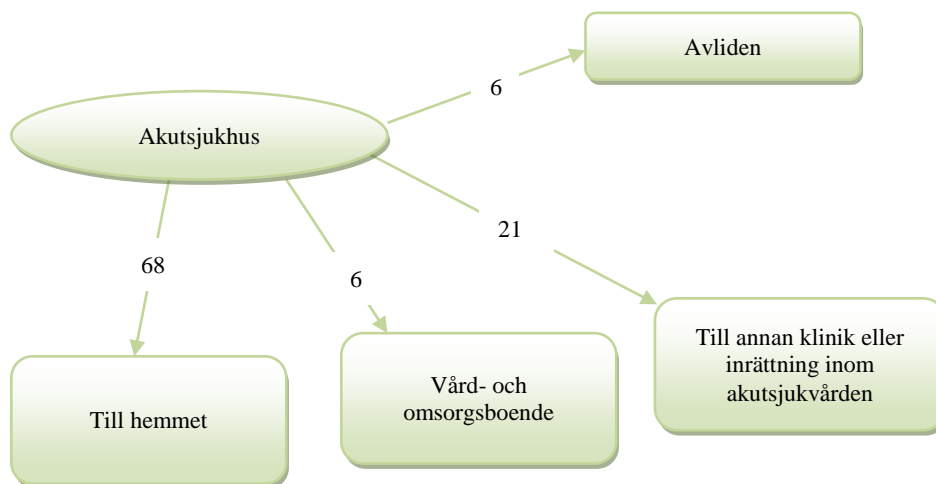 Avliden
6
Akutsjukhus
21
68
6
Till annan klinik eller
inrättning inom
akutsjukvården
Vård- och
omsorgsboende
Till hemmet